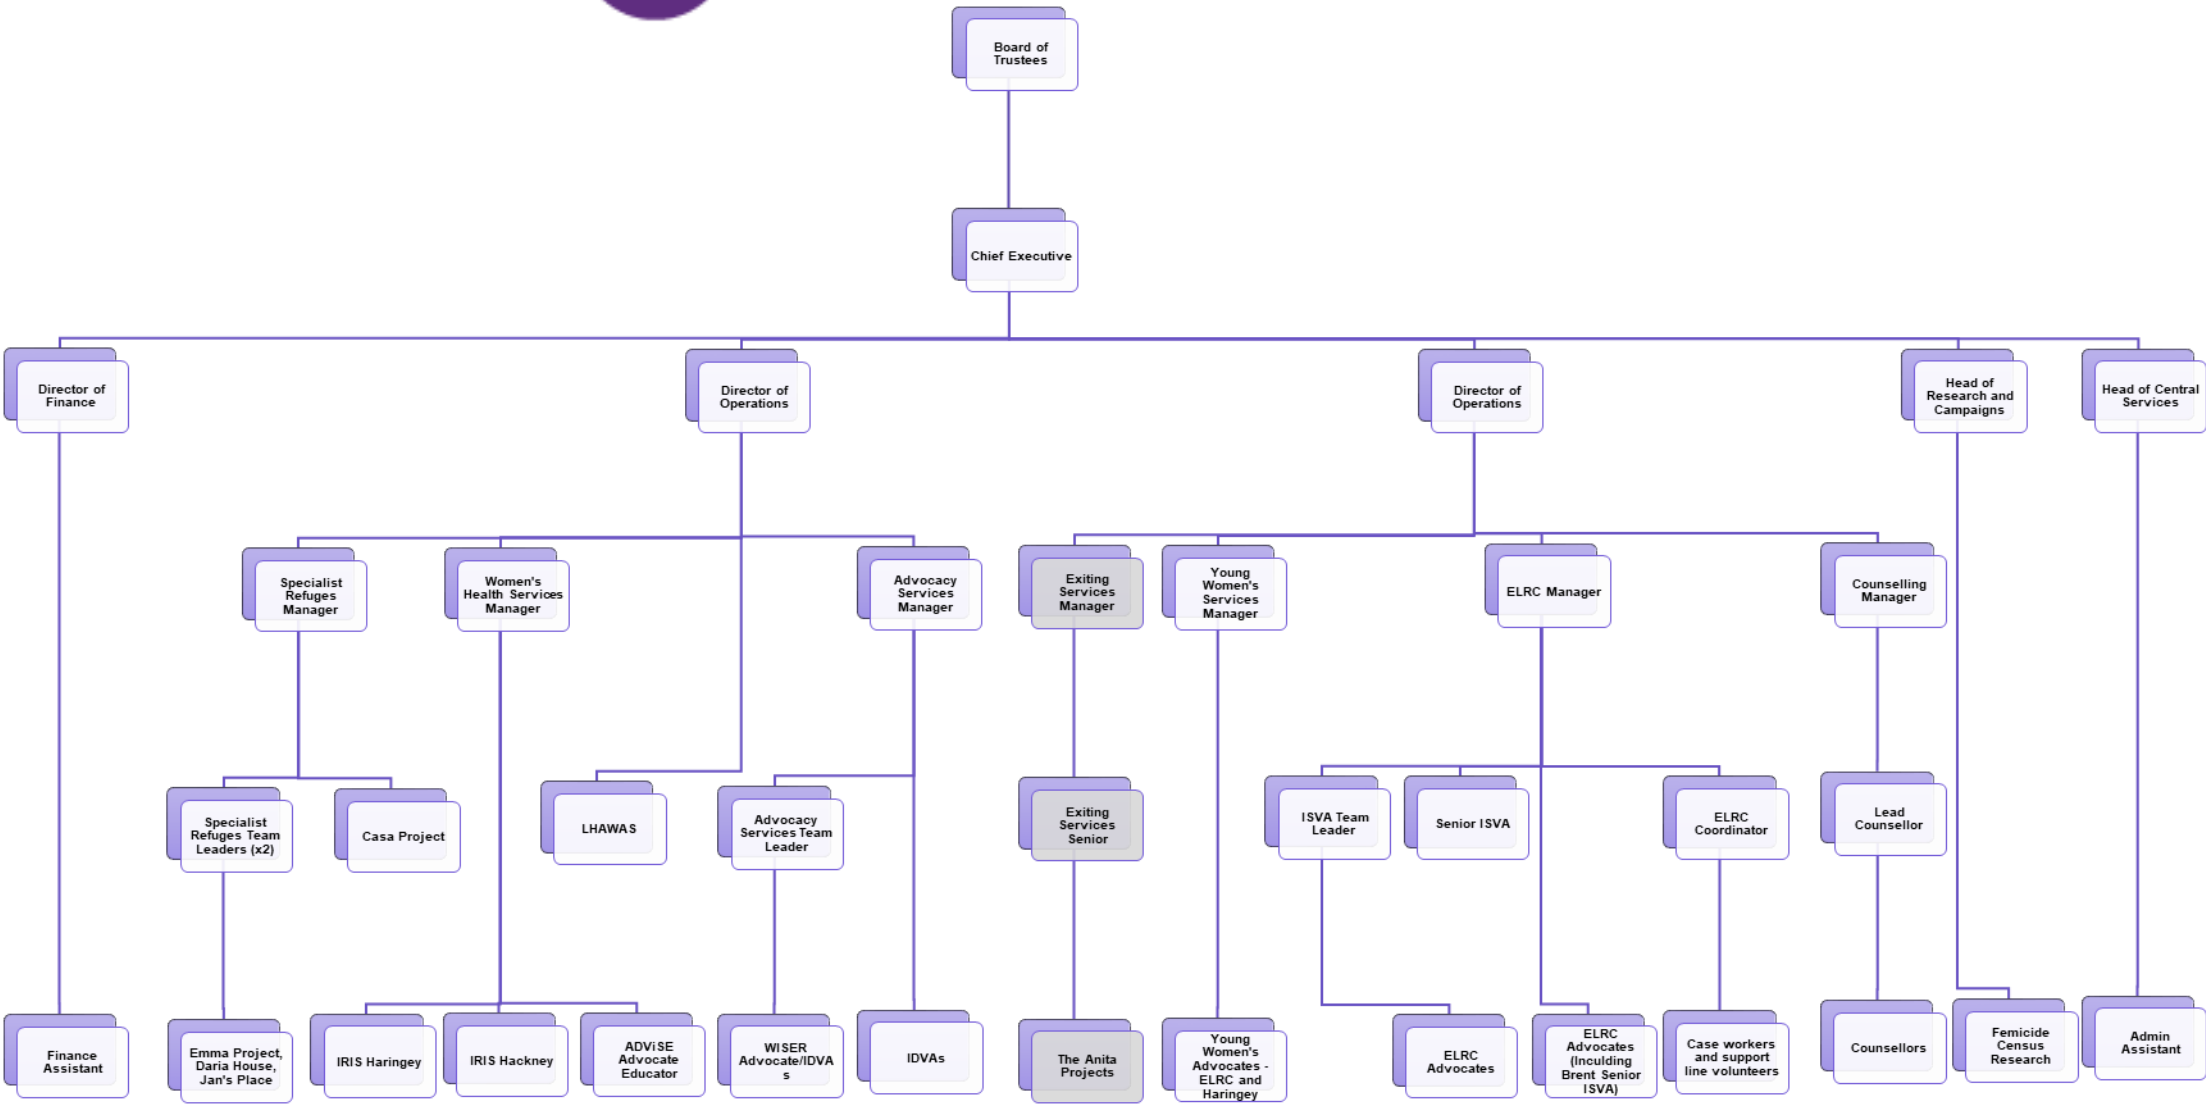 Board of
Trustees
Chief Executive
Director of
Finance
Director of
Operations
Director of
Operations
Head of
Research and
Campaigns
Head of Central
Services
Specialist
Refuges
Manager
Women's
Health Services
Manager
Advocacy
Services
Manager
Exiting
Services
Manager
Young
Women's
Services
Manager
ELRC Manager
Counselling
Manager
Specialist
Refuges Team
Leaders (x2)
Casa Project
LHAWAS
Advocacy
Services Team
Leader
Exiting
Services
Senior
ISVA Team
Leader
Senior ISVA
ELRC
Coordinator
Lead
Counsellor
Finance
Assistant
Emma Project,
Daria House,
Jan's Place
IRIS Haringey
IRIS Hackney
ADViSE
Advocate
Educator
WISER
Advocate/IDVA
s
IDVAs
The Anita
Projects
Young
Women's
Advocates -
ELRC and
Haringey
ELRC
Advocates
ELRC
Advocates
(Inculding
Brent Senior
ISVA)
Case workers
and support
line volunteers
Counsellors
Femicide
Census
Research
Admin
Assistant